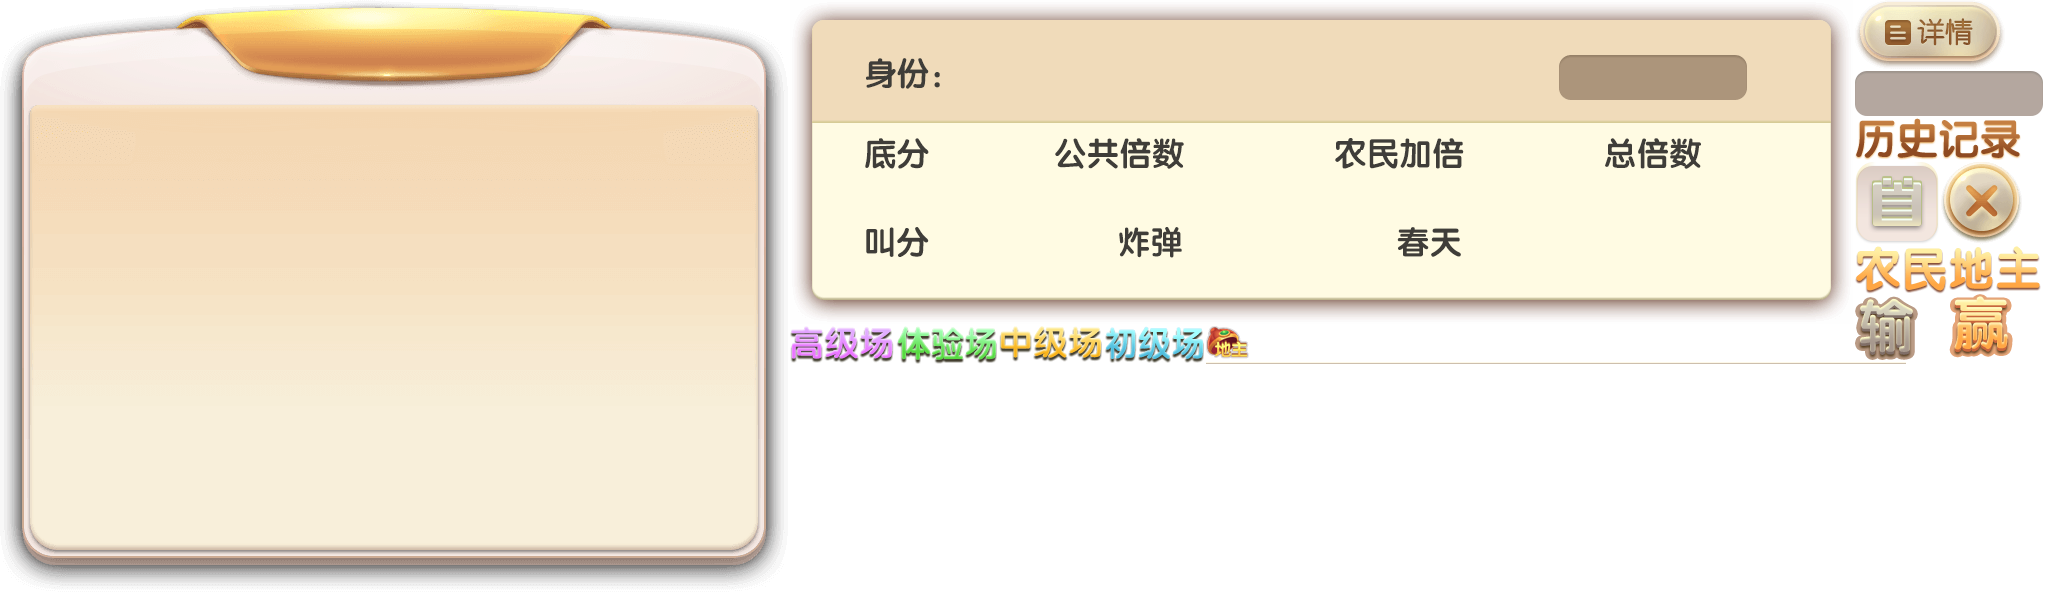 详情
身份：
历史记录
底分 公共倍数 农民加倍 总倍数
叫分 炸弹 春天
农民地主
输 赢
高级场 体验场 中级场 初级场 地主